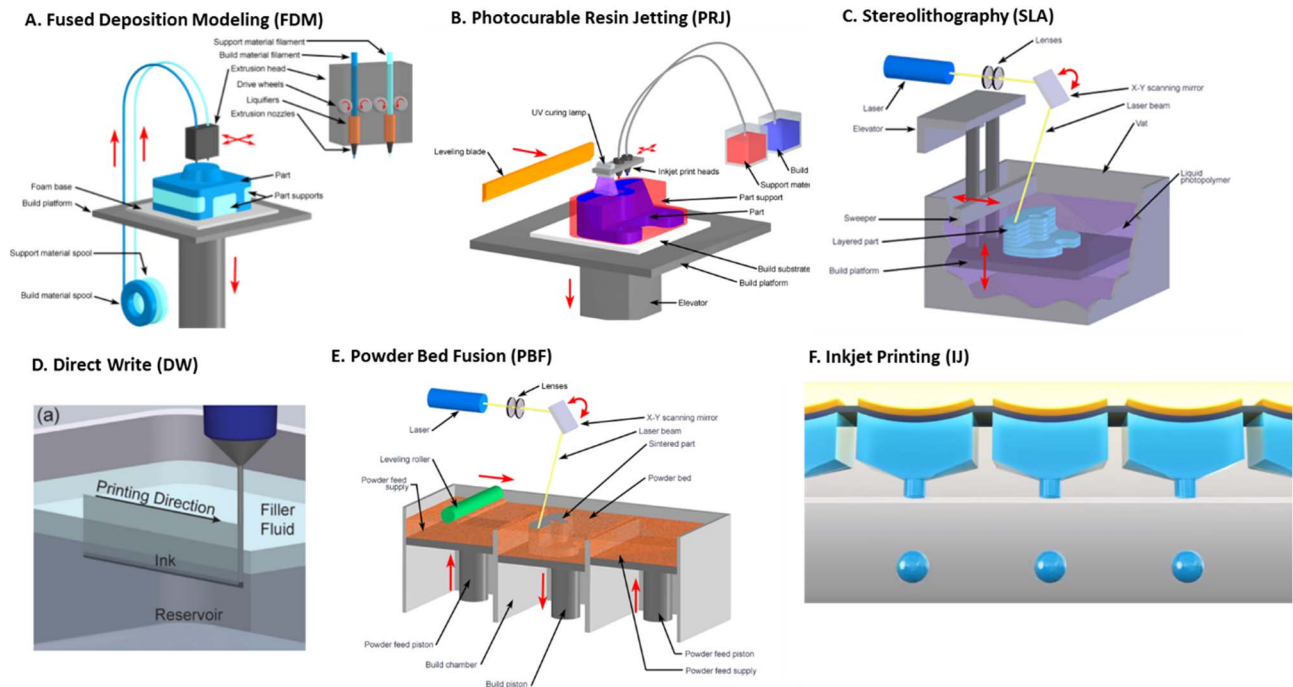 A. Fused Deposition Modeling (FDM)
Support material filament
Build material filament
Extrusion head
Drive wheels
Liquifiers
Extrusion nozzles
Part
Foam base
Part supports
Build platform
Support material spool
Build material spool
B. Photocurable Resin Jetting (PRJ)
UV curing lamp
Leveling blade
Inkjet print heads
Build
Support mater
Part support
Part
Build substrate
Build platform
Elevator
C. Stereolithography (SLA)
Lenses
X-Y scanning mirror
Laser
Laser beam
Elevator
Vat
Liquid
photopolymer
Sweeper
Layered part
Build platform
D. Direct Write (DW)
(a)
Printing Direction
Filler
Fluid
Ink
Reservoir
E. Powder Bed Fusion (PBF)
Lenses
X-Y scanning mirror
Laser
Laser beam
Sintered part
Leveling roller
Powder bed
Powder feed
supply
Powder feed piston
Powder feed piston
Build chamber
Powder feed supply
Build piston
F. Inkjet Printing (IJ)